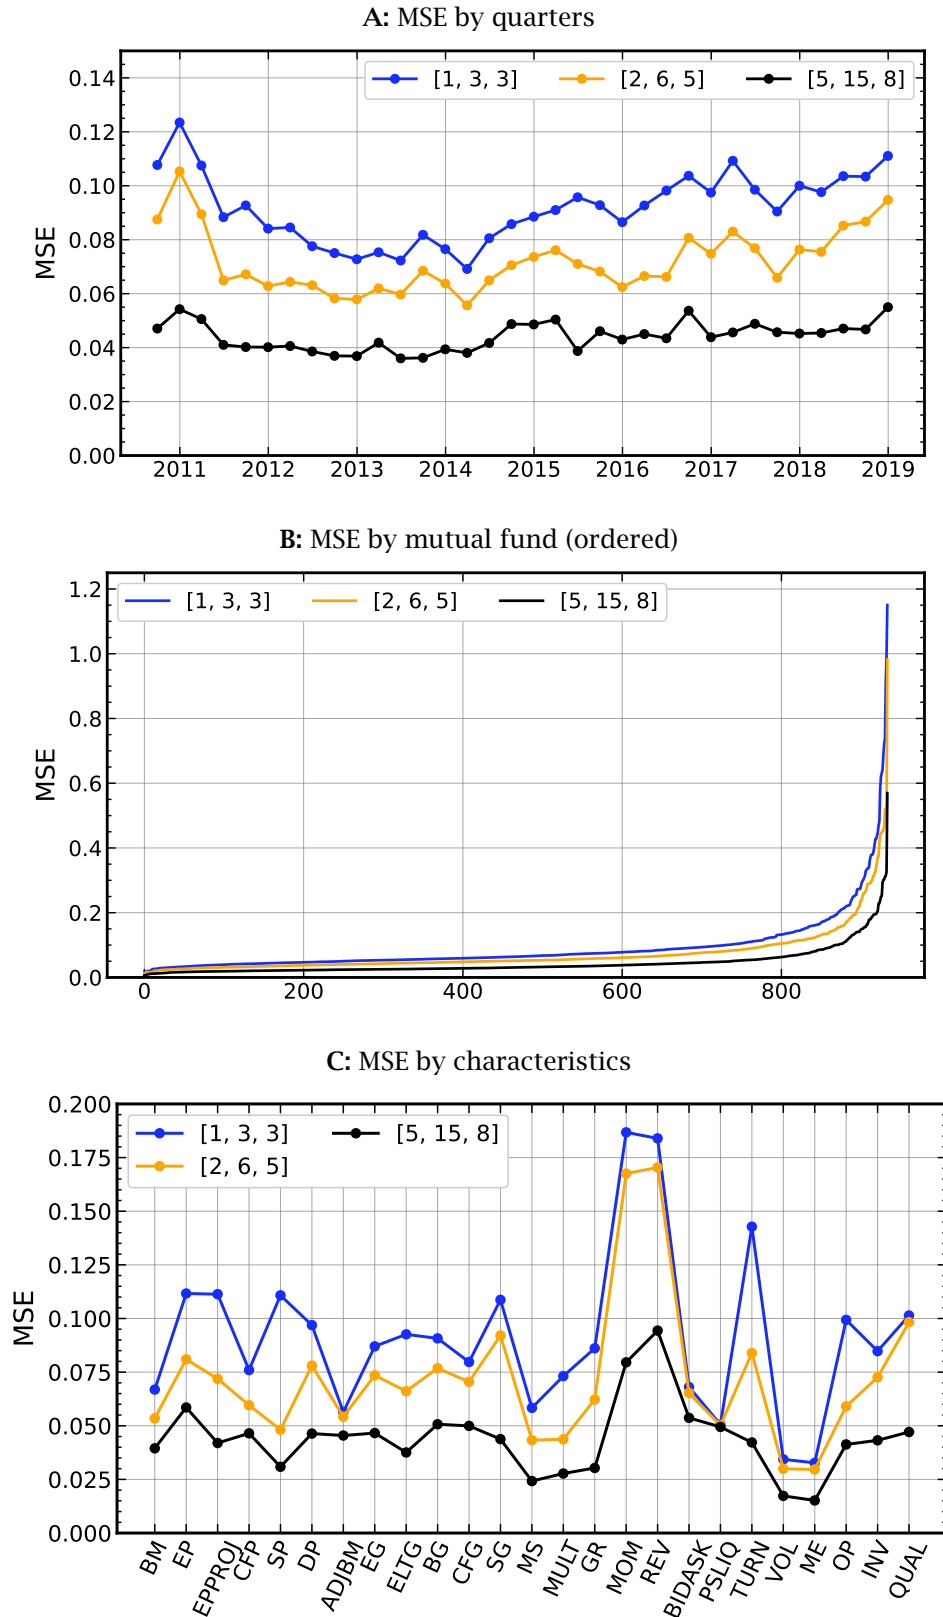 A: MSE by quarters
[1, 3, 3] [2, 6, 5] [5, 15, 8]
0.14
0.12
0.10
0.08
0.06
0.04
0.02
0.00
MSE
2011 2012 2013 2014 2015 2016 2017 2018 2019
B: MSE by mutual fund (ordered)
[1, 3, 3] [2, 6, 5] [5, 15, 8]
1.2
1.0
0.8
0.6
0.4
0.2
0.0
MSE
0 200 400 600 800
C: MSE by characteristics
[1, 3, 3] [5, 15, 8]
[2, 6, 5]
0.200
0.175
0.150
0.125
0.100
0.075
0.050
0.025
0.000
MSE
BM EP EPPROJ CFP SP DP ADJBM EG ELTG BG CFG SG MS MULT GR MOM REV BIDASK PSLIQ TURN VOL ME OP INV QUAL